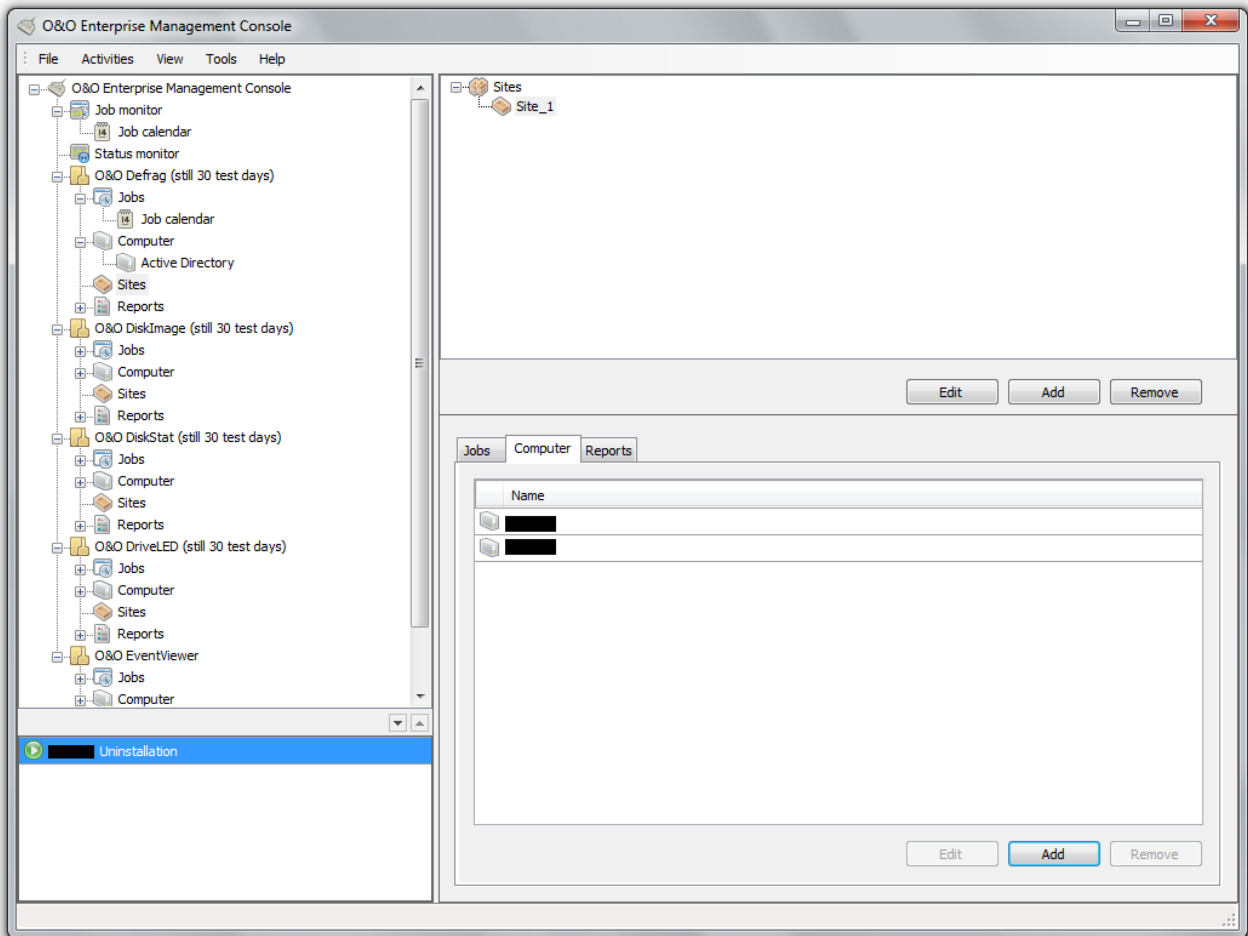 O&O Enterprise Management Console
File Activities View Tools Help
O&O Enterprise Management Console
Job monitor
14 Job calendar
Status monitor
O&O Defrag (still 30 test days)
Jobs
14 Job calendar
Computer
Active Directory
Sites
Reports
O&O DiskImage (still 30 test days)
Jobs
Computer
Sites
Reports
O&O DiskStat (still 30 test days)
Jobs
Computer
Sites
Reports
O&O DriveLED (still 30 test days)
Jobs
Computer
Sites
Reports
O&O EventViewer
Jobs
Computer
Uninstallation
Sites
Site_1
Edit Add Remove
Jobs Computer Reports
Name
Edit Add Remove